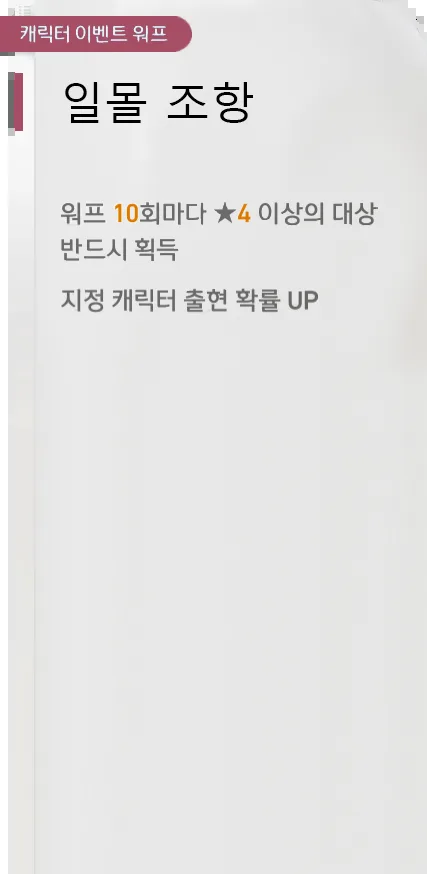 캐릭터 이벤트 워프
일몰 조항
워프 10회마다 ★4 이상의 대상
반드시 획득
지정 캐릭터 출현 확률 UP